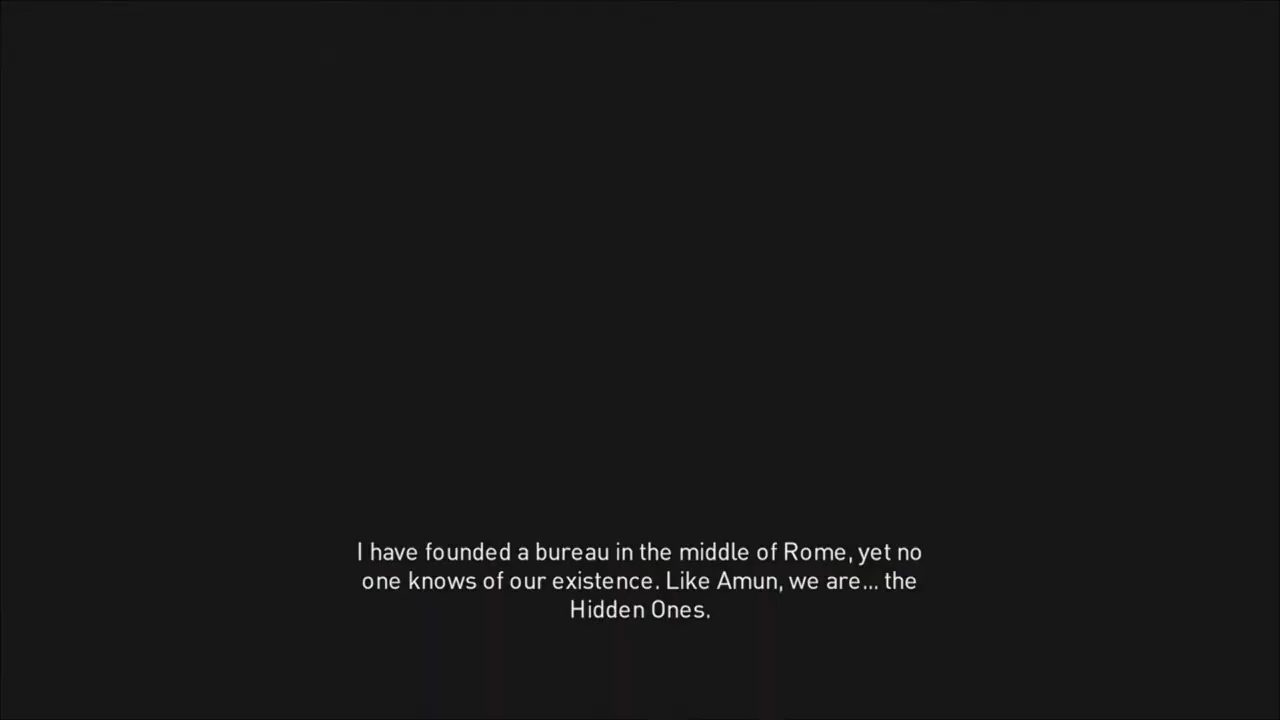 I have founded a bureau in the middle of Rome, yet no
one knows of our existence. Like Amun, we are... the
Hidden Ones.